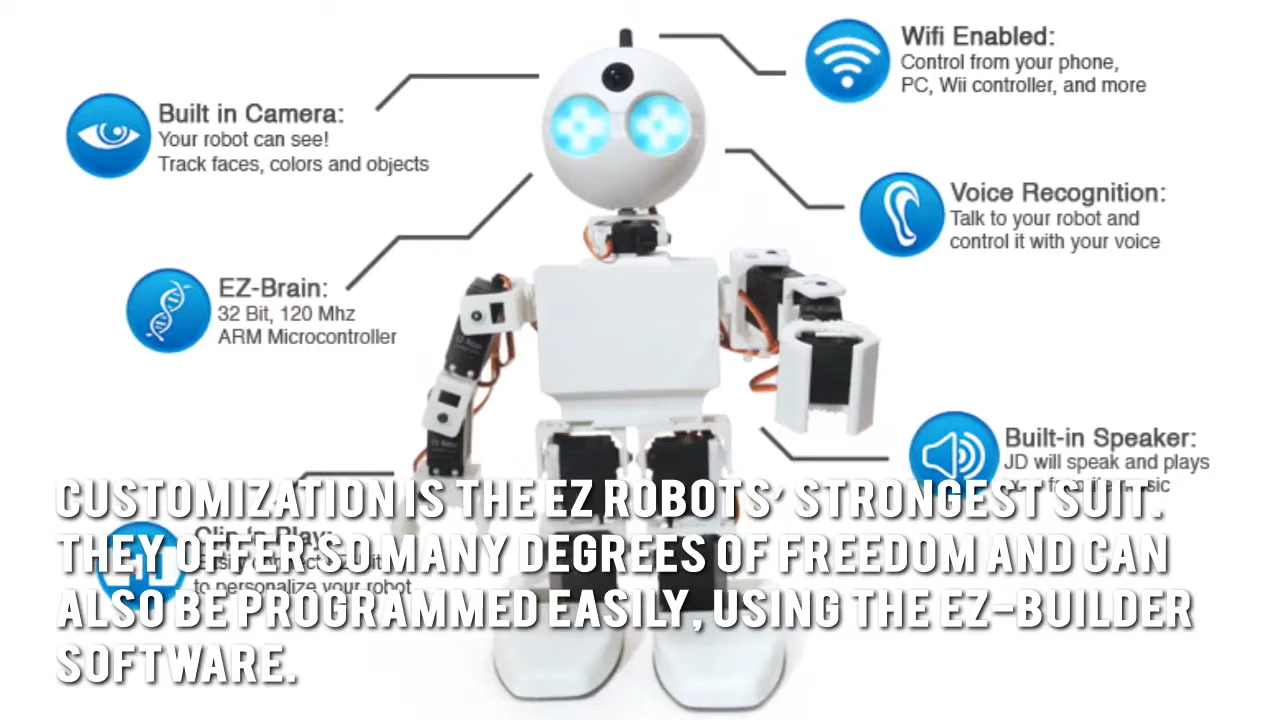 Wifi Enabled:
Control from your phone,
PC, Wii controller, and more
Built in Camera:
Your robot can see!
Track faces, colors and objects
Voice Recognition:
Talk to your robot and
control it with your voice
EZ-Brain:
32 Bit, 120 Mhz
ARM Microcontroller
Built-in Speaker:
JD will speak and plays
music
Clip 'n Play:
to personalize your robot
CUSTOMIZATION IS THE EZ ROBOTS' STRONGEST SUIT.
THEY OFFER SO MANY DEGREES OF FREEDOM AND CAN
ALSO BE PROGRAMMED EASILY, USING THE EZ-BUILDER
SOFTWARE.